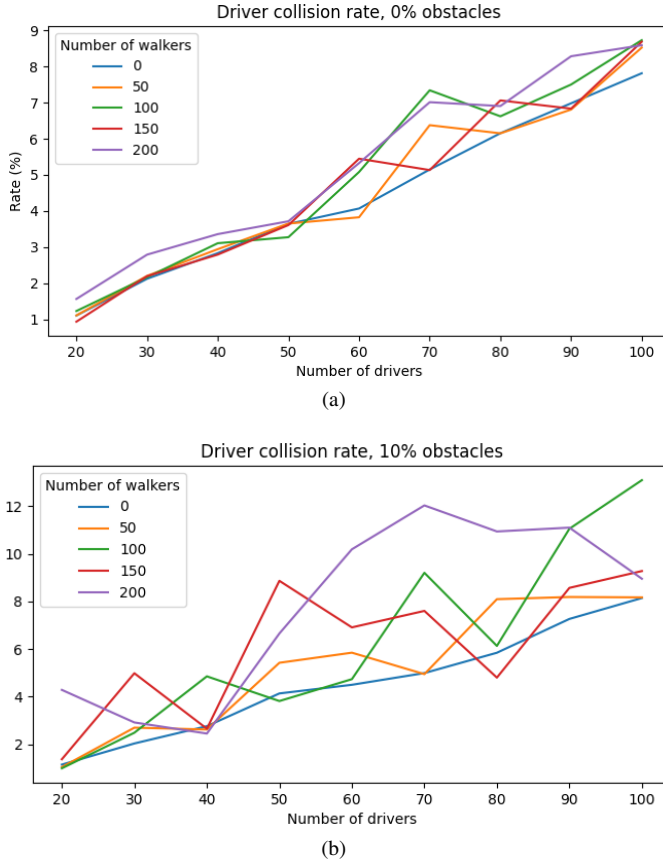 Driver collision rate, 0% obstacles
9
8
7
6
5
4
3
2
1
Rate (%)
Number of walkers
0
50
100
150
200
20 30 40 50 60 70 80 90 100
Number of drivers
(a)
Driver collision rate, 10% obstacles
12
10
8
6
4
2
Number of walkers
0
50
100
150
200
20 30 40 50 60 70 80 90 100
Number of drivers
(b)